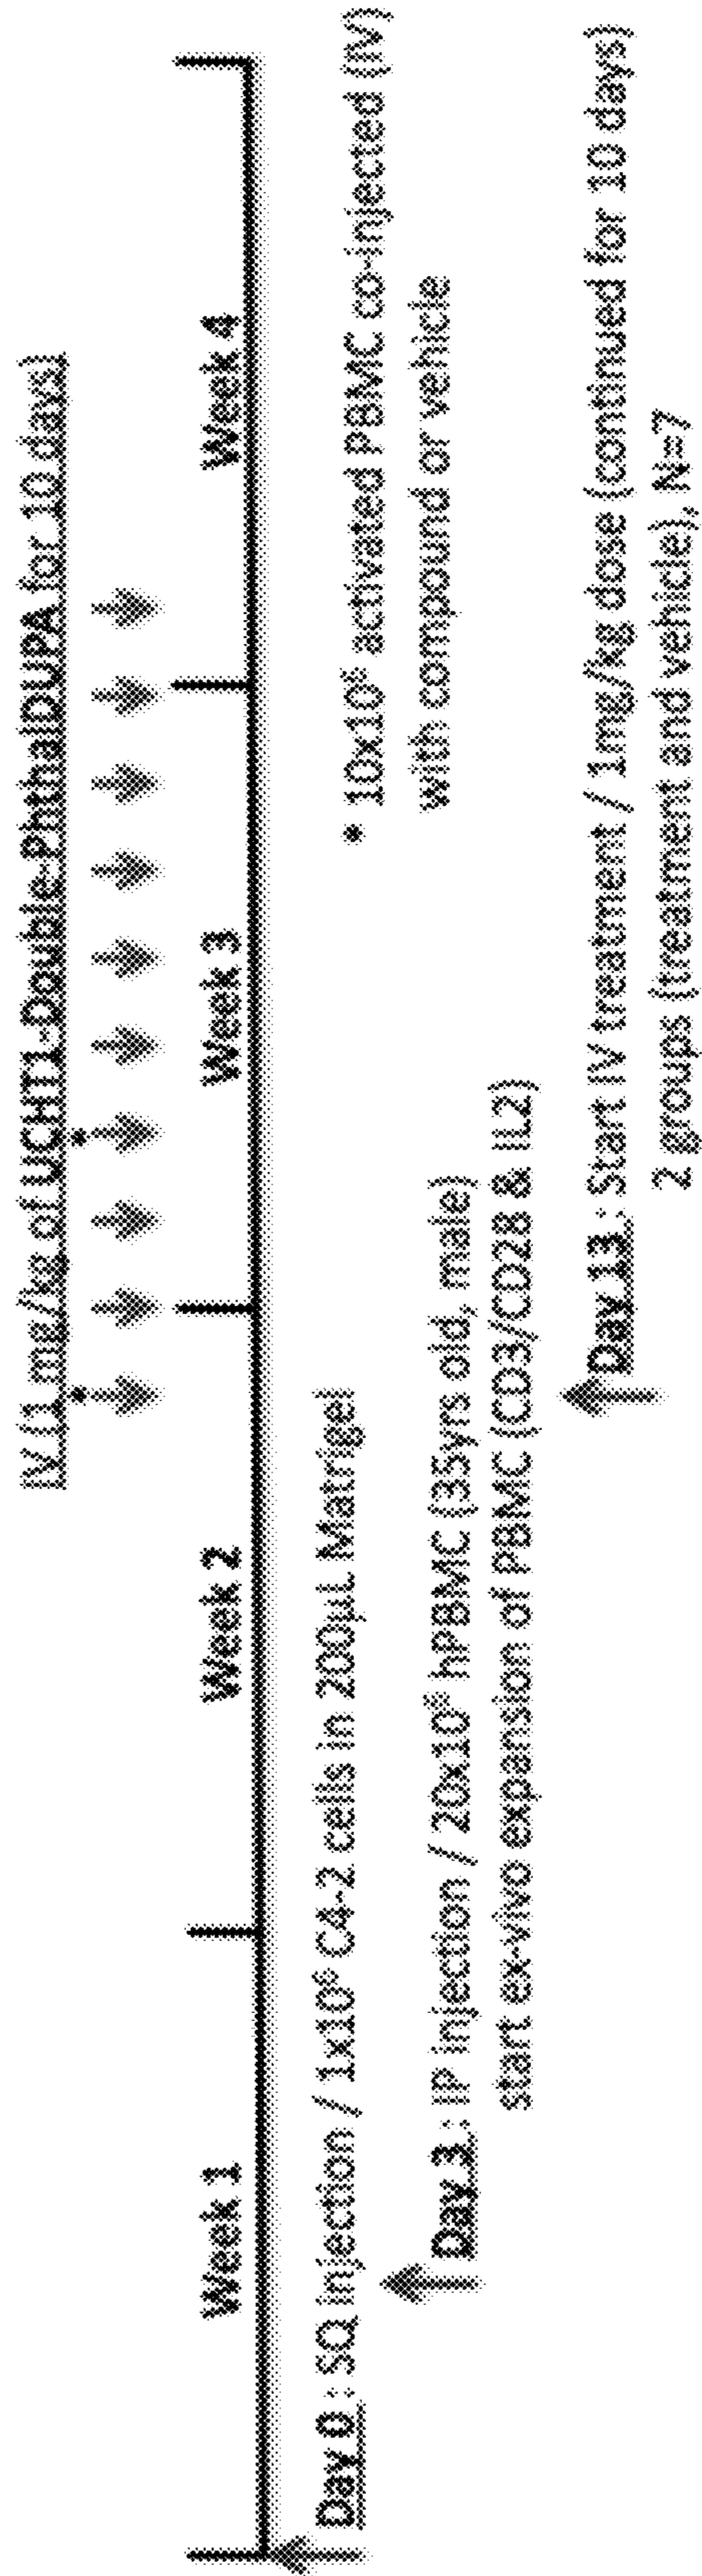 IV (1 mg/kg of UCHT1-Double-PhthalDUPA for 10 days)
* *
Week 1 Week 2 Week 3 Week 4
Day 0 : SQ injection / 1x10⁶ C4-2 cells in 200µL Matrigel
* 10x10⁶ activated PBMC co-injected (IV)
with compound or vehicle
Day 3 : IP injection / 20x10⁶ hPBMC (35yrs old, male)
start ex-vivo expansion of PBMC (CD3/CD28 & IL2)
Day 13 : Start IV treatment / 1mg/kg dose (continued for 10 days)
2 groups (treatment and vehicle), N=7